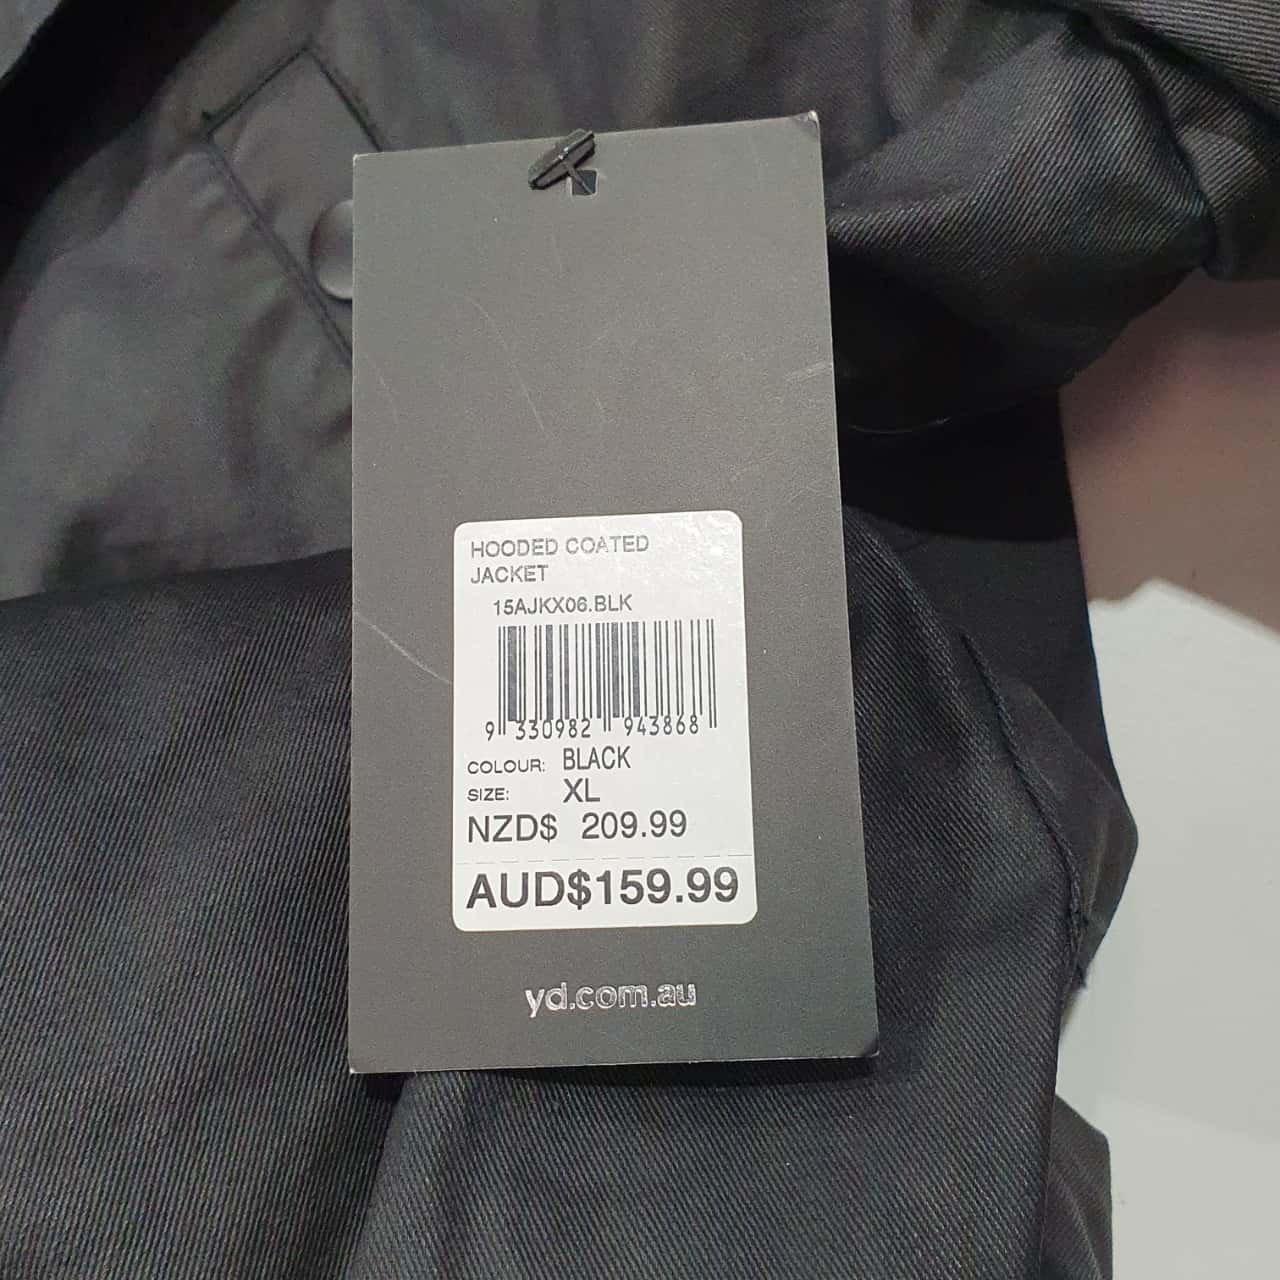 HOODED COATED
JACKET
15AJKX06.BLK
9 330982 943868
COLOUR: BLACK
SIZE: XL
NZD$ 209.99
AUD$159.99
yd.com.au